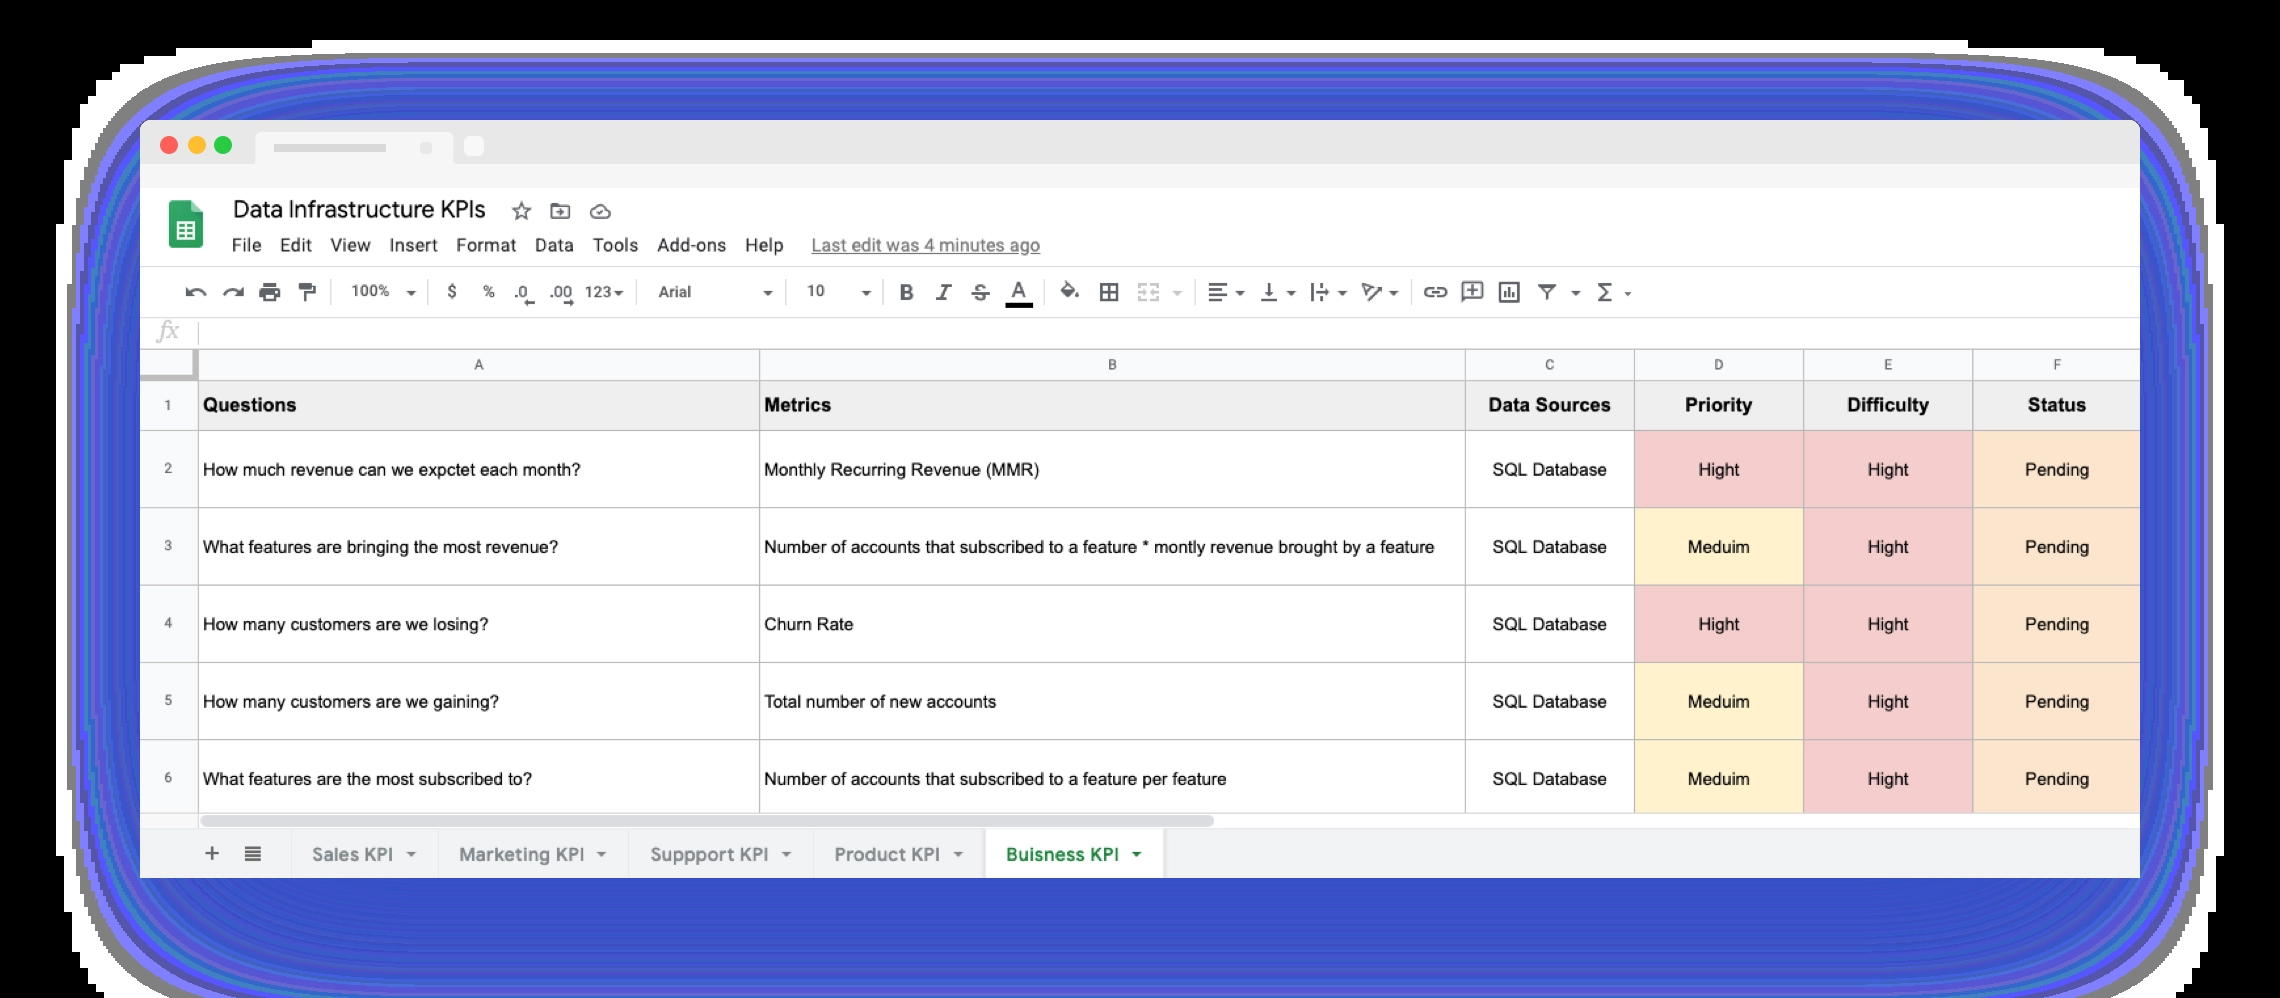 Data Infrastructure KPIs
File Edit View Insert Format Data Tools Add-ons Help Last edit was 4 minutes ago
100% $ % .0 .00 123 Arial 10 B I S A Σ
fx
A B C D E F
1 Questions Metrics Data Sources Priority Difficulty Status
2 How much revenue can we expctet each month? Monthly Recurring Revenue (MMR) SQL Database Hight Hight Pending
3 What features are bringing the most revenue? Number of accounts that subscribed to a feature * montly revenue brought by a feature SQL Database Meduim Hight Pending
4 How many customers are we losing? Churn Rate SQL Database Hight Hight Pending
5 How many customers are we gaining? Total number of new accounts SQL Database Meduim Hight Pending
6 What features are the most subscribed to? Number of accounts that subscribed to a feature per feature SQL Database Meduim Hight Pending
+ Sales KPI Marketing KPI Suppport KPI Product KPI Buisness KPI